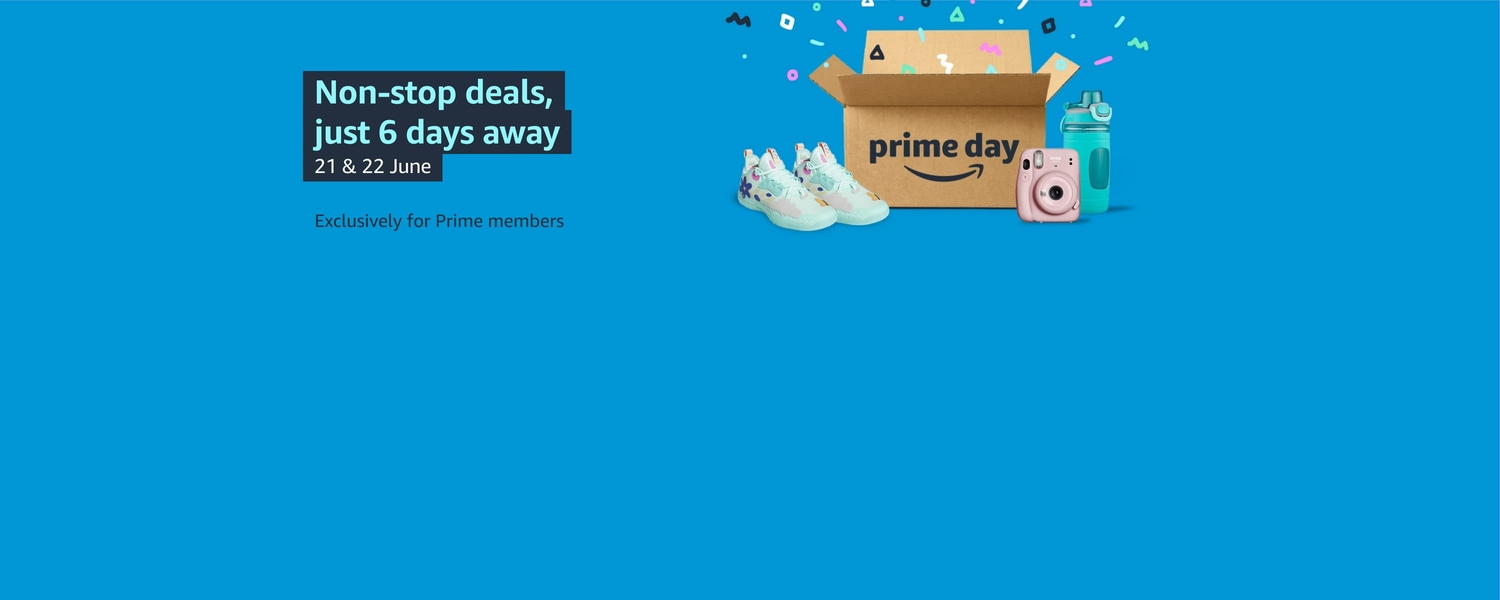 Non-stop deals,
just 6 days away
21 & 22 June
Exclusively for Prime members
prime day